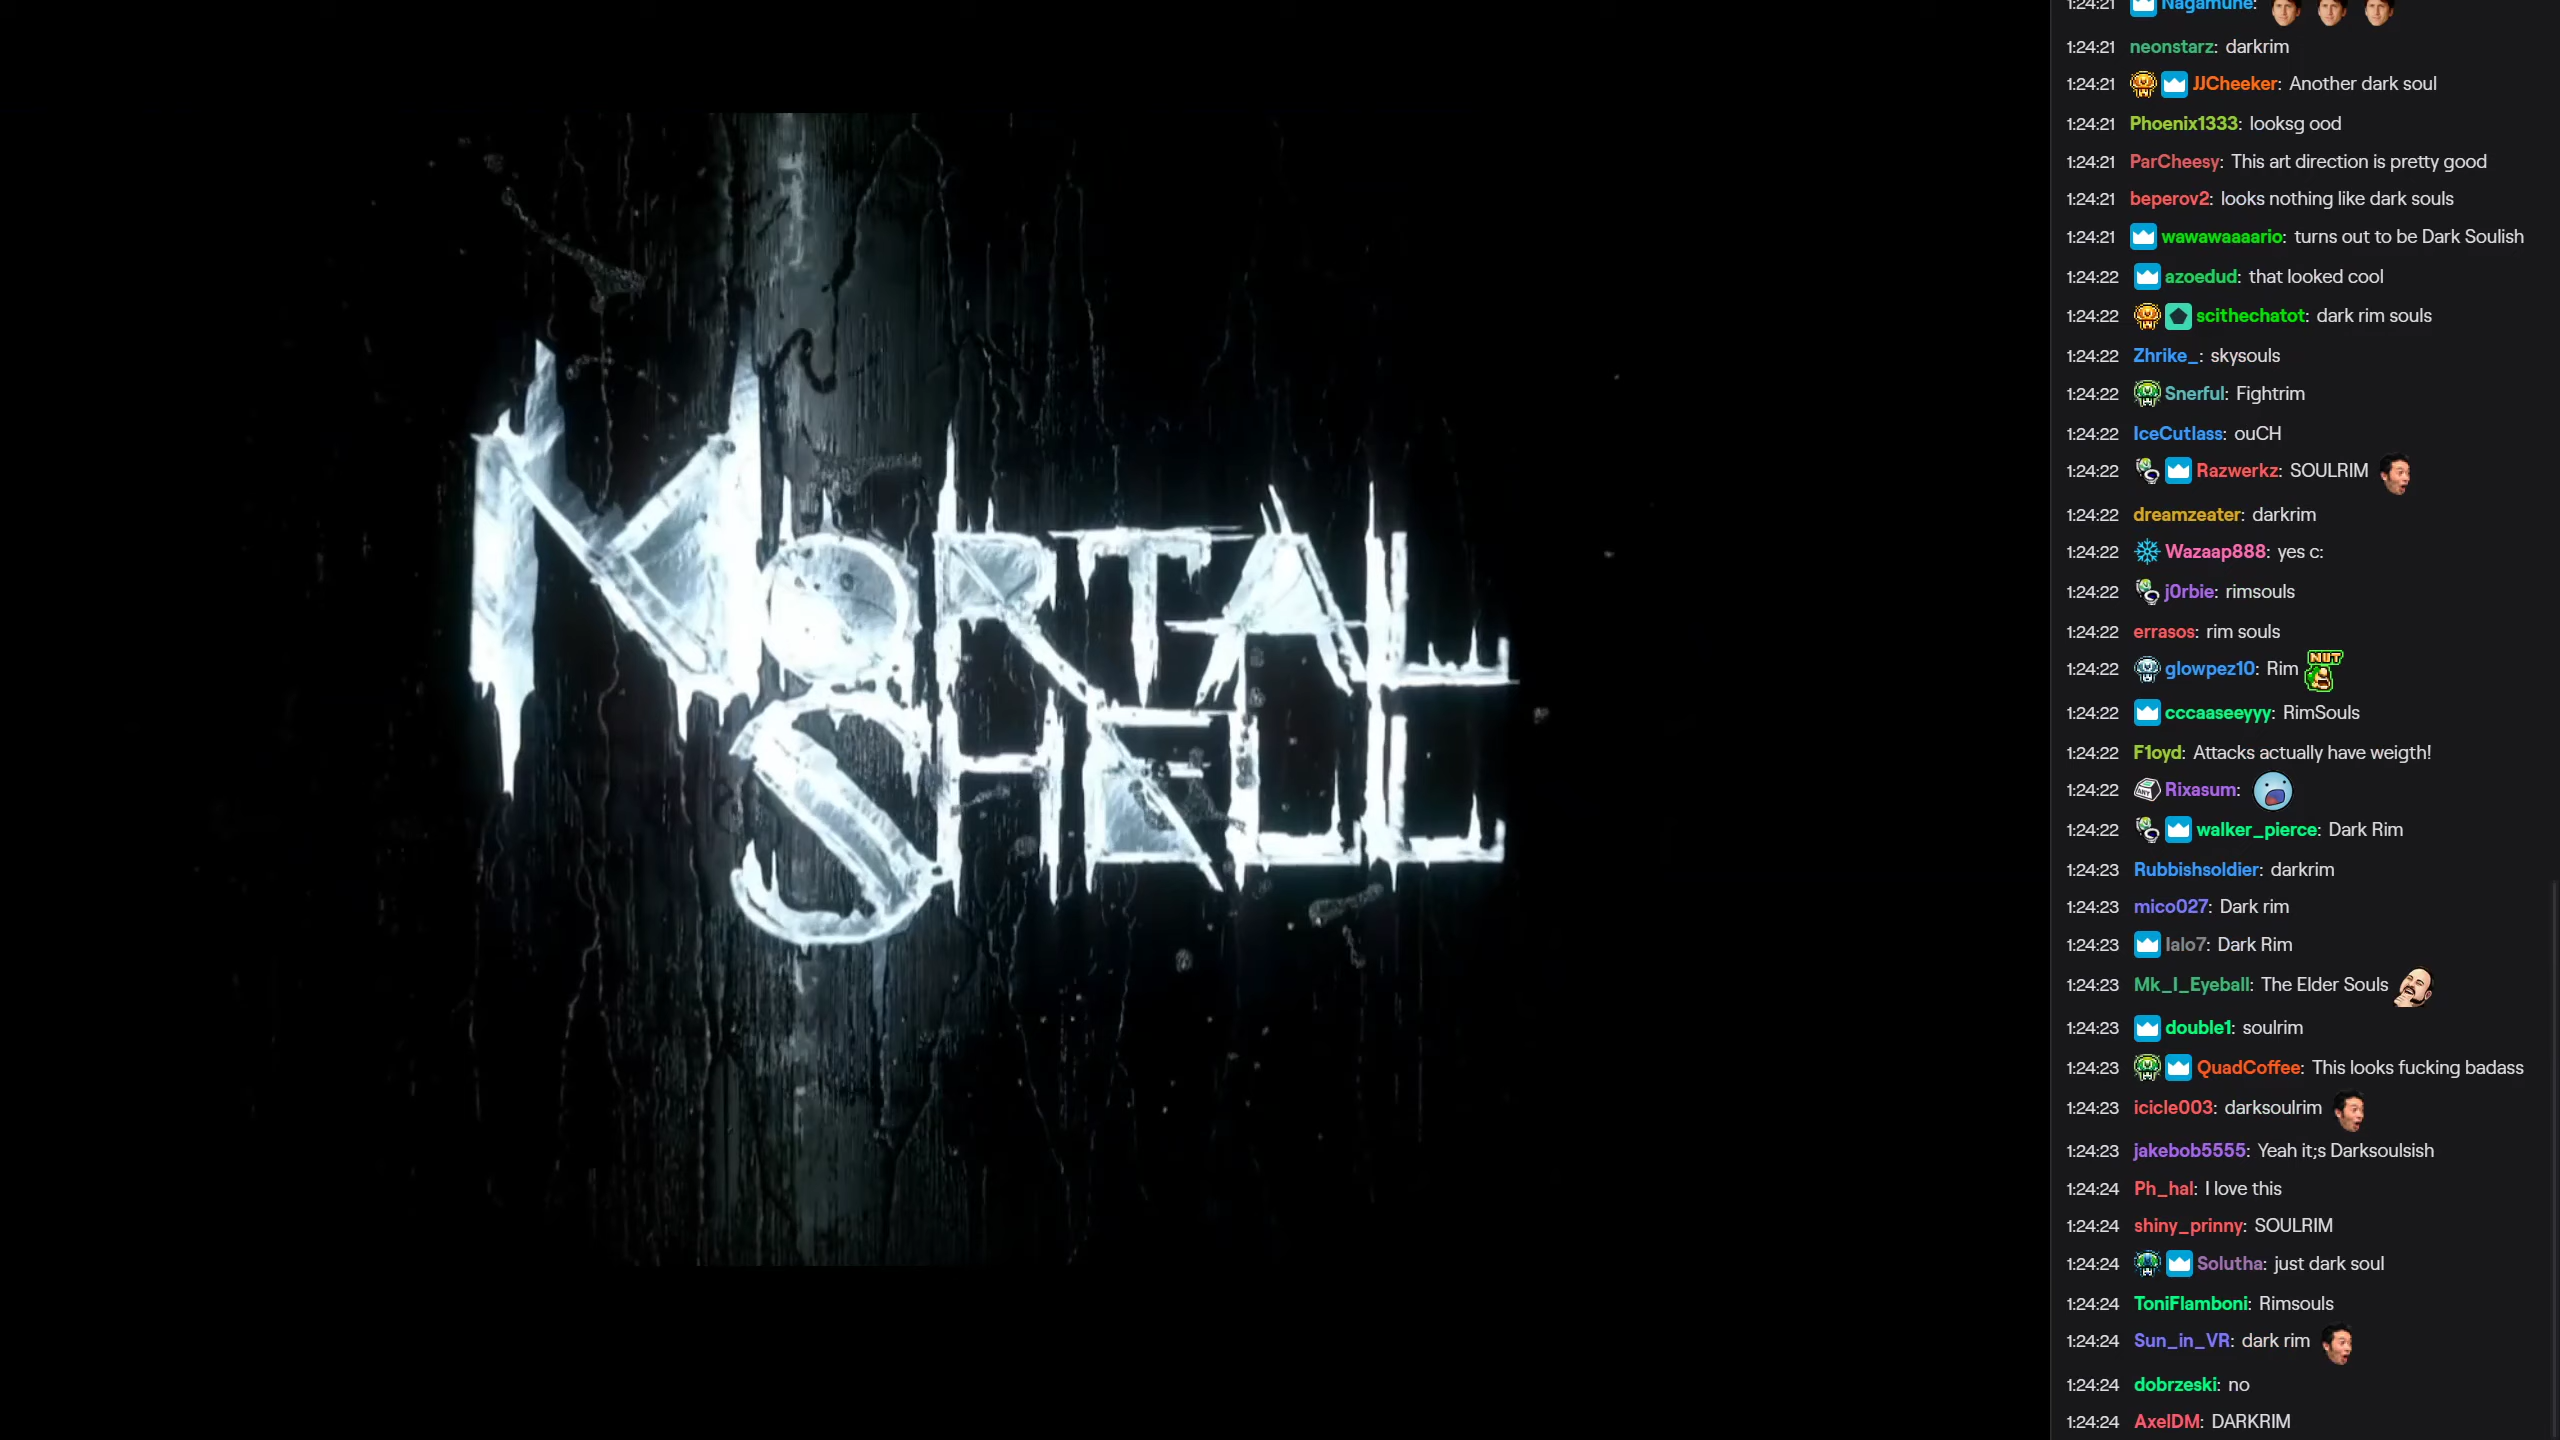 MORTAL
SHELL
1:24:21 Nagamune:
1:24:21 neonstarz: darkrim
1:24:21 JJCheeker: Another dark soul
1:24:21 Phoenix1333: looksg ood
1:24:21 ParCheesy: This art direction is pretty good
1:24:21 beperov2: looks nothing like dark souls
1:24:21 wawawaaaario: turns out to be Dark Soulish
1:24:22 azoedud: that looked cool
1:24:22 scithechatot: dark rim souls
1:24:22 Zhrike_: skysouls
1:24:22 Snerful: Fightrim
1:24:22 IceCutlass: ouCH
1:24:22 Razwerkz: SOULRIM
1:24:22 dreamzeater: darkrim
1:24:22 Wazaap888: yes c:
1:24:22 j0rbie: rimsouls
1:24:22 errasos: rim souls
1:24:22 glowpez10: Rim NUT
1:24:22 cccaaseeyyy: RimSouls
1:24:22 F1oyd: Attacks actually have weigth!
1:24:22 Rixasum:
1:24:22 walker_pierce: Dark Rim
1:24:23 Rubbishsoldier: darkrim
1:24:23 mico027: Dark rim
1:24:23 lalo7: Dark Rim
1:24:23 Mk_I_Eyeball: The Elder Souls
1:24:23 double1: soulrim
1:24:23 QuadCoffee: This looks fucking badass
1:24:23 icicle003: darksoulrim
1:24:23 jakebob5555: Yeah it;s Darksoulsish
1:24:24 Ph_hal: I love this
1:24:24 shiny_prinny: SOULRIM
1:24:24 Solutha: just dark soul
1:24:24 ToniFlamboni: Rimsouls
1:24:24 Sun_in_VR: dark rim
1:24:24 dobrzeski: no
1:24:24 AxelDM: DARKRIM